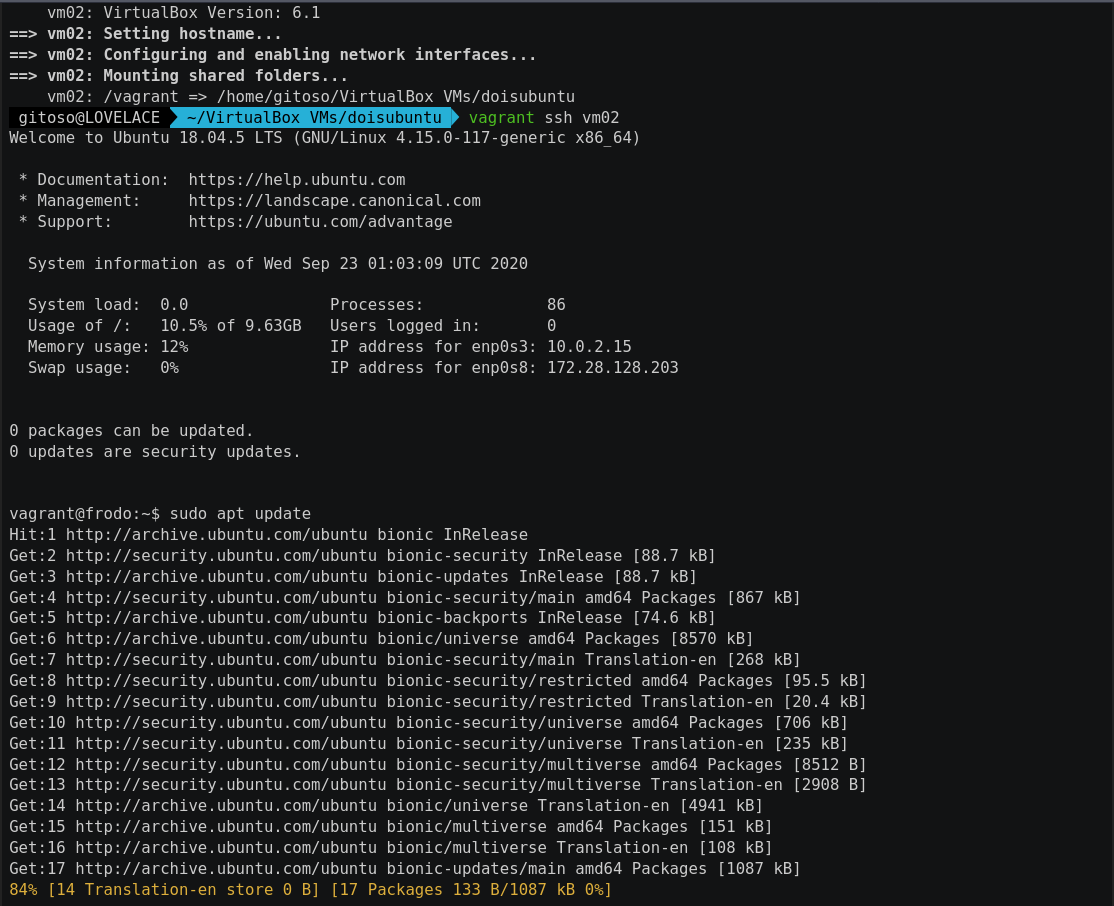 vm02: VirtualBox Version: 6.1
==> vm02: Setting hostname...
==> vm02: Configuring and enabling network interfaces...
==> vm02: Mounting shared folders...
vm02: /vagrant => /home/gitoso/VirtualBox VMs/doisubuntu
gitoso@LOVELACE ~/VirtualBox VMs/doisubuntu vagrant ssh vm02
Welcome to Ubuntu 18.04.5 LTS (GNU/Linux 4.15.0-117-generic x86_64)
* Documentation: https://help.ubuntu.com
* Management: https://landscape.canonical.com
* Support: https://ubuntu.com/advantage
System information as of Wed Sep 23 01:03:09 UTC 2020
System load: 0.0 Processes: 86
Usage of /: 10.5% of 9.63GB Users logged in: 0
Memory usage: 12% IP address for enp0s3: 10.0.2.15
Swap usage: 0% IP address for enp0s8: 172.28.128.203
0 packages can be updated.
0 updates are security updates.
vagrant@frodo:~$ sudo apt update
Hit:1 http://archive.ubuntu.com/ubuntu bionic InRelease
Get:2 http://security.ubuntu.com/ubuntu bionic-security InRelease [88.7 kB]
Get:3 http://archive.ubuntu.com/ubuntu bionic-updates InRelease [88.7 kB]
Get:4 http://security.ubuntu.com/ubuntu bionic-security/main amd64 Packages [867 kB]
Get:5 http://archive.ubuntu.com/ubuntu bionic-backports InRelease [74.6 kB]
Get:6 http://archive.ubuntu.com/ubuntu bionic/universe amd64 Packages [8570 kB]
Get:7 http://security.ubuntu.com/ubuntu bionic-security/main Translation-en [268 kB]
Get:8 http://security.ubuntu.com/ubuntu bionic-security/restricted amd64 Packages [95.5 kB]
Get:9 http://security.ubuntu.com/ubuntu bionic-security/restricted Translation-en [20.4 kB]
Get:10 http://security.ubuntu.com/ubuntu bionic-security/universe amd64 Packages [706 kB]
Get:11 http://security.ubuntu.com/ubuntu bionic-security/universe Translation-en [235 kB]
Get:12 http://security.ubuntu.com/ubuntu bionic-security/multiverse amd64 Packages [8512 B]
Get:13 http://security.ubuntu.com/ubuntu bionic-security/multiverse Translation-en [2908 B]
Get:14 http://archive.ubuntu.com/ubuntu bionic/universe Translation-en [4941 kB]
Get:15 http://archive.ubuntu.com/ubuntu bionic/multiverse amd64 Packages [151 kB]
Get:16 http://archive.ubuntu.com/ubuntu bionic/multiverse Translation-en [108 kB]
Get:17 http://archive.ubuntu.com/ubuntu bionic-updates/main amd64 Packages [1087 kB]
84% [14 Translation-en store 0 B] [17 Packages 133 B/1087 kB 0%]